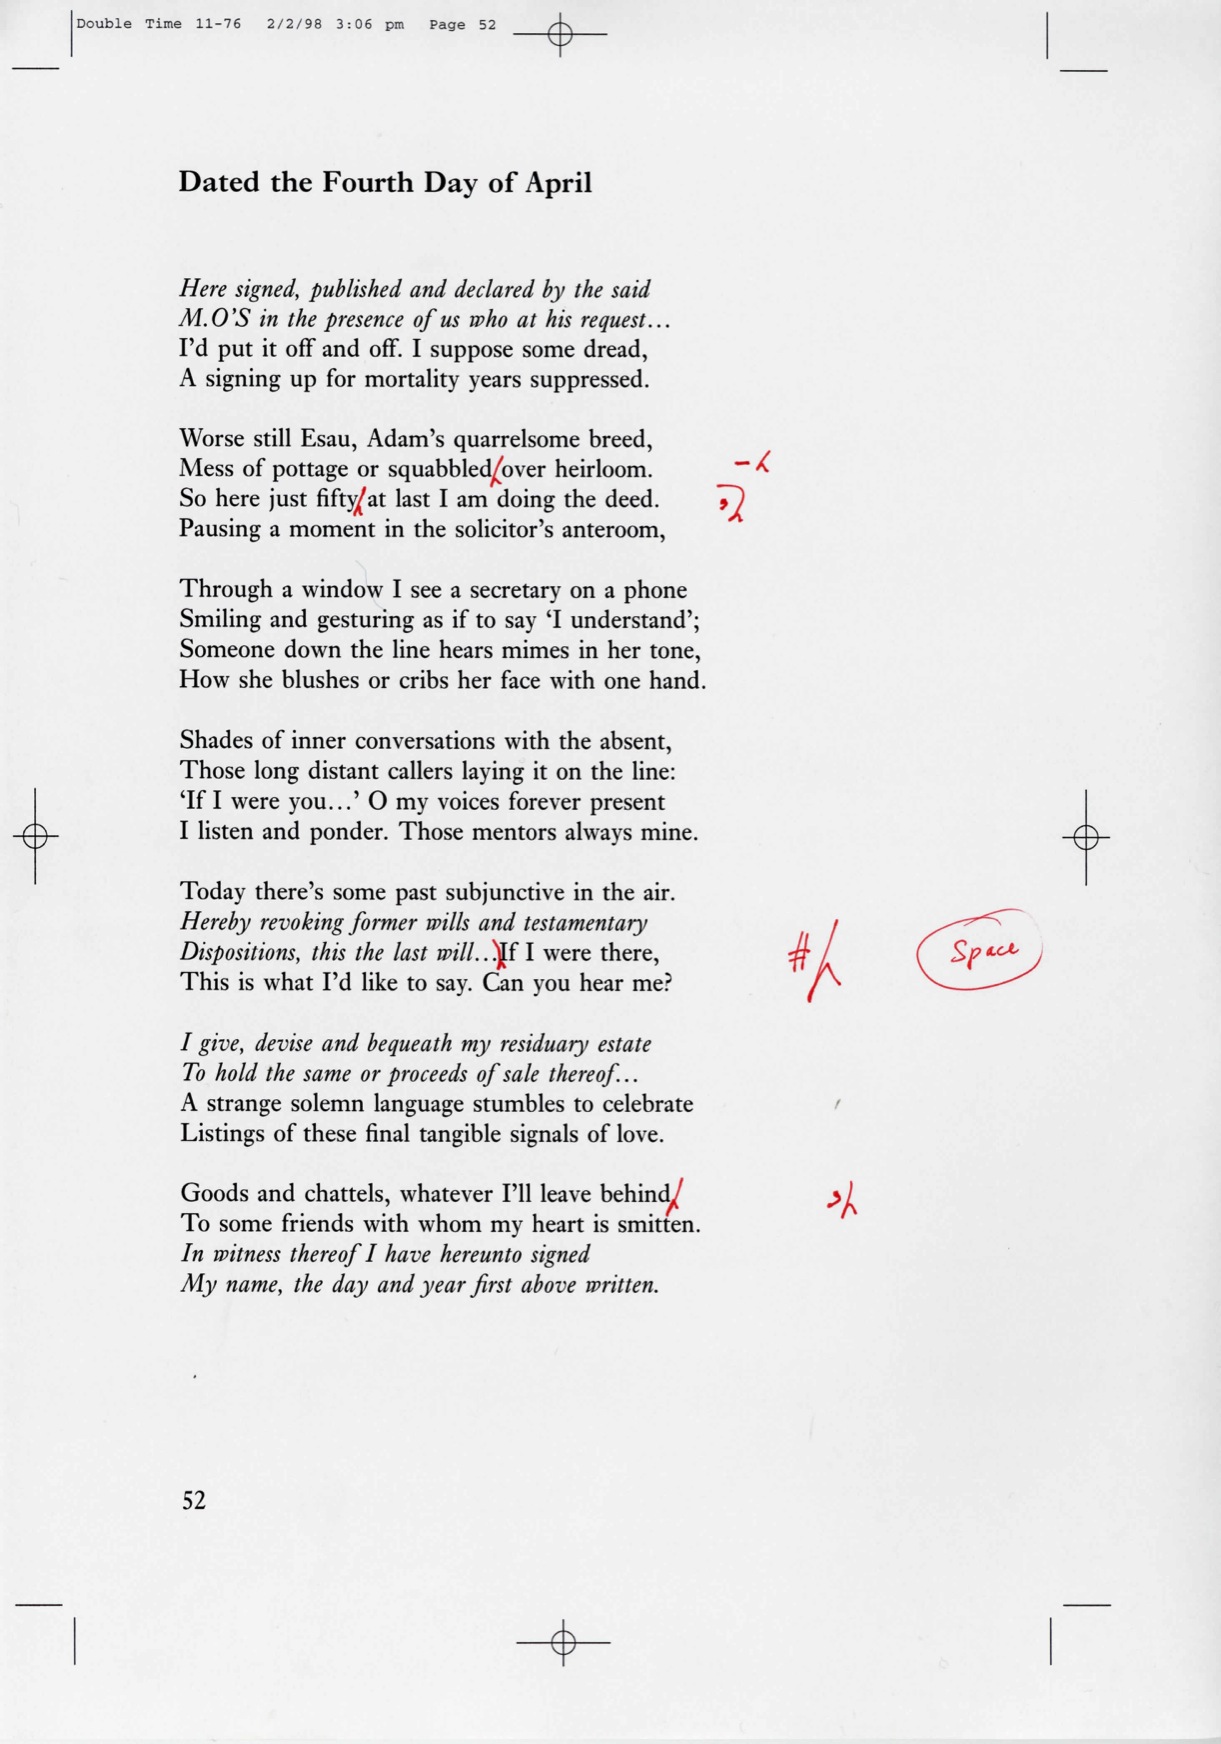 Double Time 11-76 2/2/98 3:06 pm Page 52
Dated the Fourth Day of April
Here signed, published and declared by the said
M.O’S in the presence of us who at his request…
I’d put it off and off. I suppose some dread,
A signing up for mortality years suppressed.
Worse still Esau, Adam’s quarrelsome breed,
Mess of pottage or squabbled over heirloom. -
So here just fifty at last I am doing the deed. ,
Pausing a moment in the solicitor’s anteroom,
Through a window I see a secretary on a phone
Smiling and gesturing as if to say ‘I understand’;
Someone down the line hears mimes in her tone,
How she blushes or cribs her face with one hand.
Shades of inner conversations with the absent,
Those long distant callers laying it on the line:
‘If I were you…’ O my voices forever present
I listen and ponder. Those mentors always mine.
Today there’s some past subjunctive in the air.
Hereby revoking former wills and testamentary
Dispositions, this the last will…If I were there, # Space
This is what I’d like to say. Can you hear me?
I give, devise and bequeath my residuary estate
To hold the same or proceeds of sale thereof…
A strange solemn language stumbles to celebrate
Listings of these final tangible signals of love.
Goods and chattels, whatever I’ll leave behind ,
To some friends with whom my heart is smitten.
In witness thereof I have hereunto signed
My name, the day and year first above written.
52